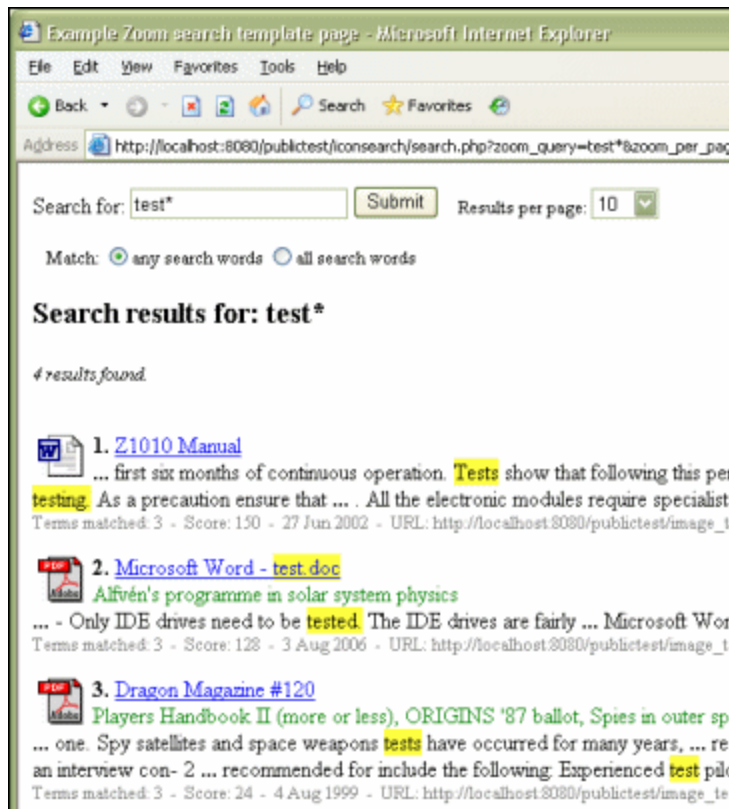 Example Zoom search template page - Microsoft Internet Explorer
File Edit View Favorites Tools Help
Back Search Favorites
Address http://localhost:8080/publictest/iconsearch/search.php?zoom_query=test*&zoom_per_pag
Search for: test* Submit Results per page: 10
Match: any search words all search words
Search results for: test*
4 results found.
1. Z1010 Manual
... first six months of continuous operation. Tests show that following this per
testing. As a precaution ensure that ... . All the electronic modules require specialist
Terms matched: 3 - Score: 150 - 27 Jun 2002 - URL: http://localhost:8080/publictest/image_t
PDF Adobe 2. Microsoft Word - test.doc
Alfvén's programme in solar system physics
... - Only IDE drives need to be tested. The IDE drives are fairly ... Microsoft Wor
Terms matched: 3 - Score: 128 - 3 Aug 2006 - URL: http://localhost:8080/publictest/image_t
PDF Adobe 3. Dragon Magazine #120
Players Handbook II (more or less), ORIGINS '87 ballot, Spies in outer sp
... one. Spy satellites and space weapons tests have occurred for many years, ... re
an interview con- 2 ... recommended for include the following: Experienced test pilo
Terms matched: 3 - Score: 24 - 4 Aug 1999 - URL: http://localhost:8080/publictest/image_te